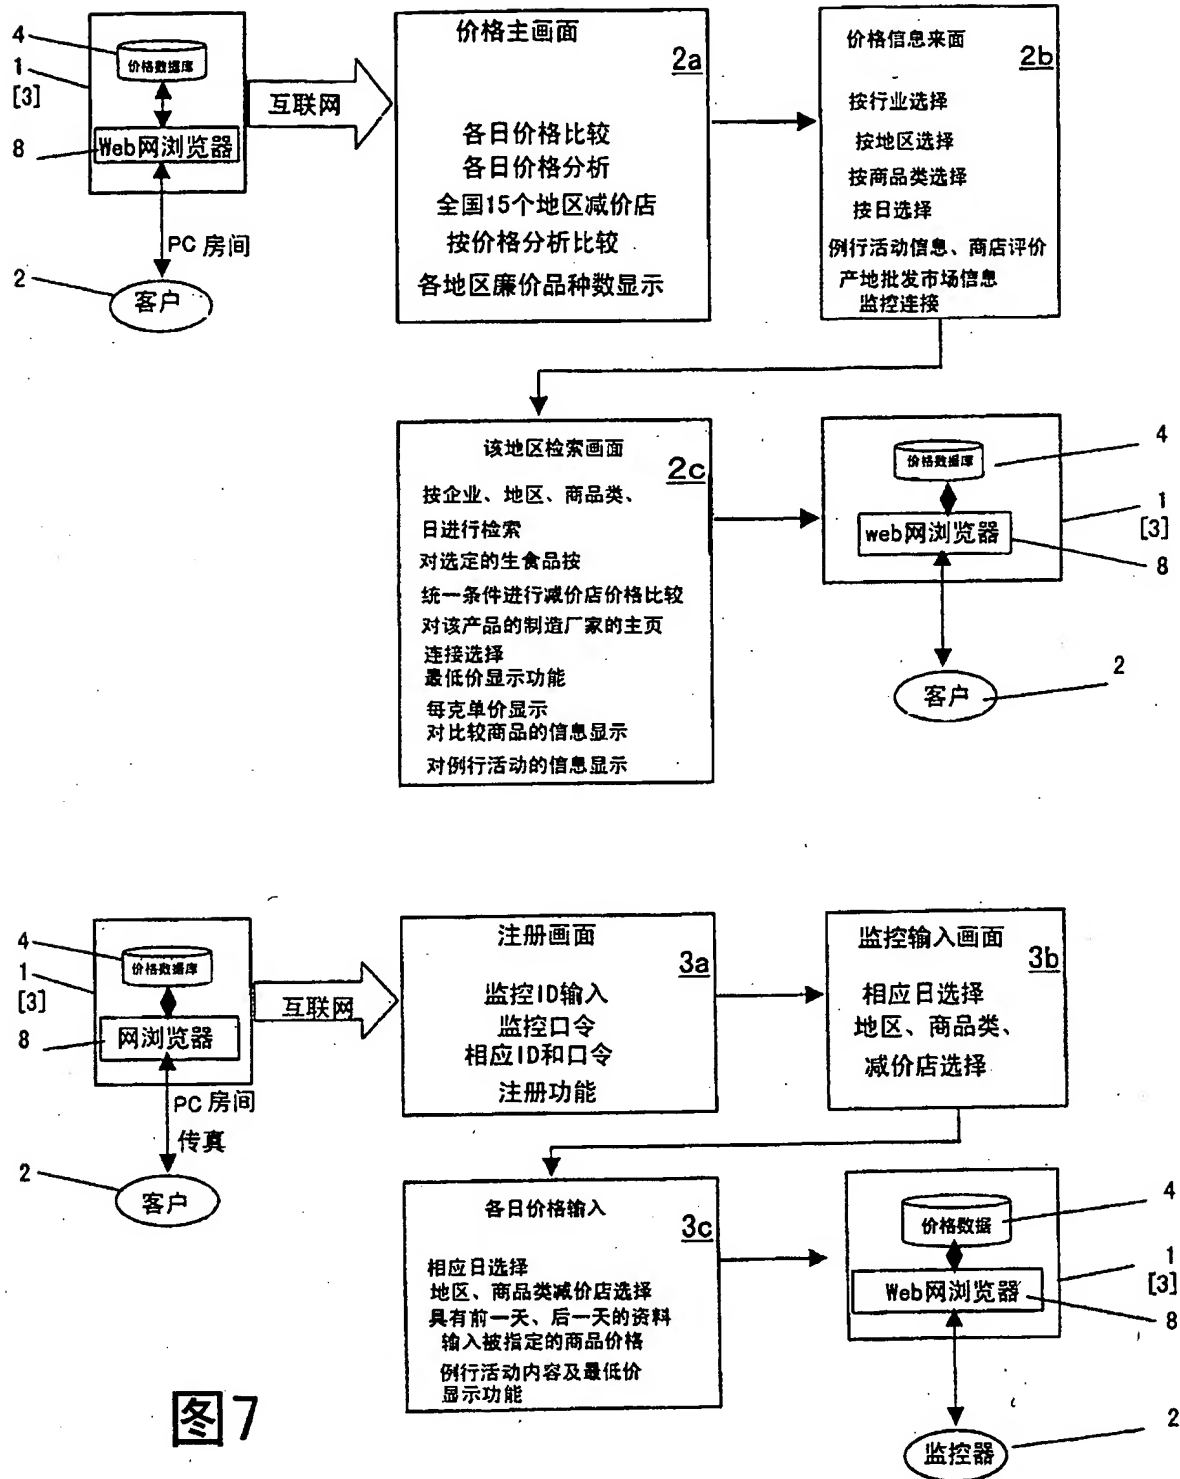 4
1
[3]
8
2
价格数据库
Web网浏览器
PC 房间
客户
互联网
价格主画面
2a
各日价格比较
各日价格分析
全国15个地区减价店
按价格分析比较
各地区廉价品种数显示
价格信息来面
2b
按行业选择
按地区选择
按商品类选择
按日选择
例行活动信息、商店评价
产地批发市场信息
监控连接
该地区检索画面
2c
按企业、地区、商品类、
日进行检索
对选定的生食品按
统一条件进行减价店价格比较
对该产品的制造厂家的主页
连接选择
最低价显示功能
每克单价显示
对比较商品的信息显示
对例行活动的信息显示
价格数据库
web网浏览器
客户
4
1
[3]
8
2
4
1
[3]
8
2
价格数据库
网浏览器
PC 房间
传真
客户
互联网
注册画面
3a
监控ID输入
监控口令
相应ID和口令
注册功能
监控输入画面
3b
相应日选择
地区、商品类、
减价店选择
各日价格输入
3c
相应日选择
地区、商品类减价店选择
具有前一天、后一天的资料
输入被指定的商品价格
例行活动内容及最低价
显示功能
价格数据
Web网浏览器
监控器
4
1
[3]
8
2
图7